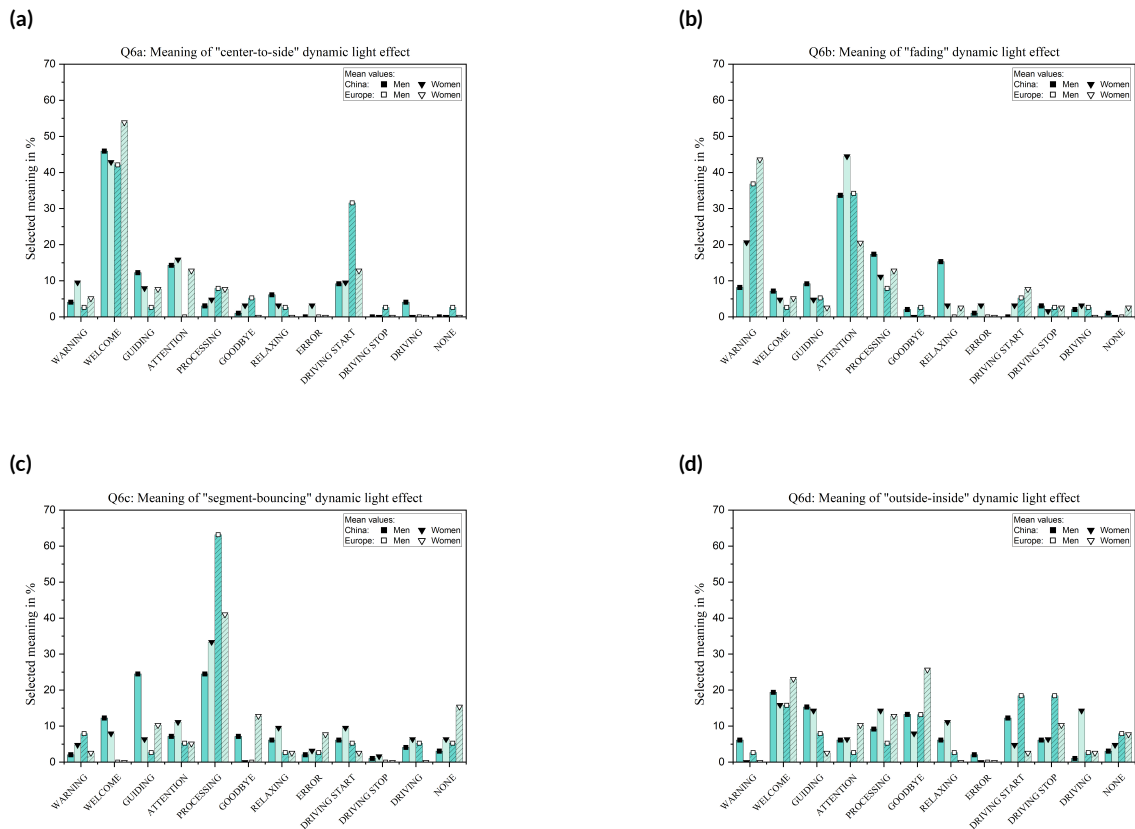 (a)
Q6a: Meaning of "center-to-side" dynamic light effect
Mean values:
China: Men Women
Europe: Men Women
Selected meaning in %
70
60
50
40
30
20
10
0
WARNING
WELCOME
GUIDING
ATTENTION
PROCESSING
GOODBYE
RELAXING
ERROR
DRIVING START
DRIVING STOP
DRIVING
NONE
(b)
Q6b: Meaning of "fading" dynamic light effect
Mean values:
China: Men Women
Europe: Men Women
Selected meaning in %
70
60
50
40
30
20
10
0
WARNING
WELCOME
GUIDING
ATTENTION
PROCESSING
GOODBYE
RELAXING
ERROR
DRIVING START
DRIVING STOP
DRIVING
NONE
(c)
Q6c: Meaning of "segment-bouncing" dynamic light effect
Mean values:
China: Men Women
Europe: Men Women
Selected meaning in %
70
60
50
40
30
20
10
0
WARNING
WELCOME
GUIDING
ATTENTION
PROCESSING
GOODBYE
RELAXING
ERROR
DRIVING START
DRIVING STOP
DRIVING
NONE
(d)
Q6d: Meaning of "outside-inside" dynamic light effect
Mean values:
China: Men Women
Europe: Men Women
Selected meaning in %
70
60
50
40
30
20
10
0
WARNING
WELCOME
GUIDING
ATTENTION
PROCESSING
GOODBYE
RELAXING
ERROR
DRIVING START
DRIVING STOP
DRIVING
NONE